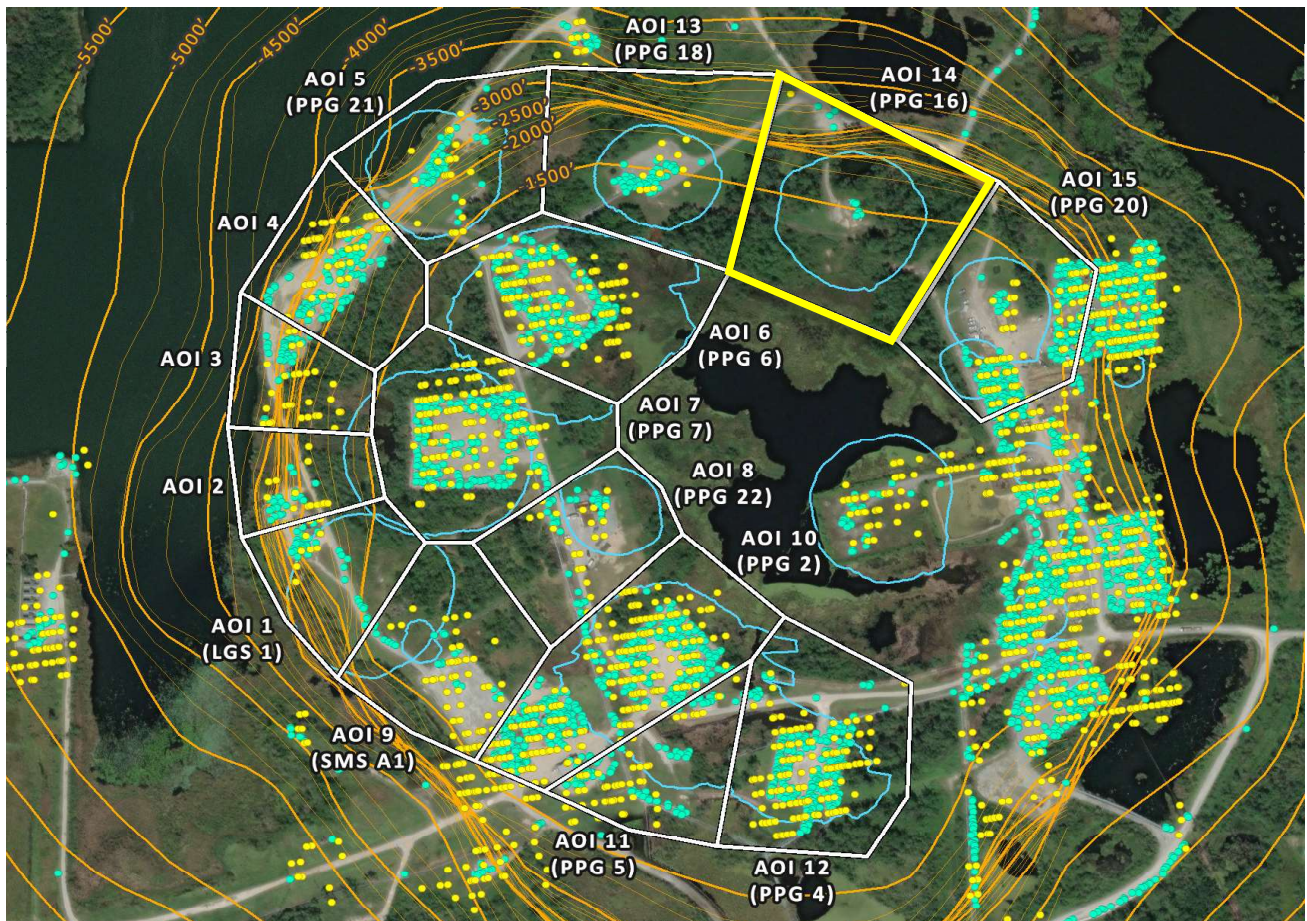 -5500'
-5000'
-4500'
-4000'
-3500'
-3000'
-2500'
-2000'
-1500'
AOI 13
(PPG 18)
AOI 14
(PPG 16)
AOI 5
(PPG 21)
AOI 15
(PPG 20)
AOI 4
AOI 3
AOI 6
(PPG 6)
AOI 7
(PPG 7)
AOI 2
AOI 8
(PPG 22)
AOI 10
(PPG 2)
AOI 1
(LGS 1)
AOI 9
(SMS A1)
AOI 11
(PPG 5)
AOI 12
(PPG 4)